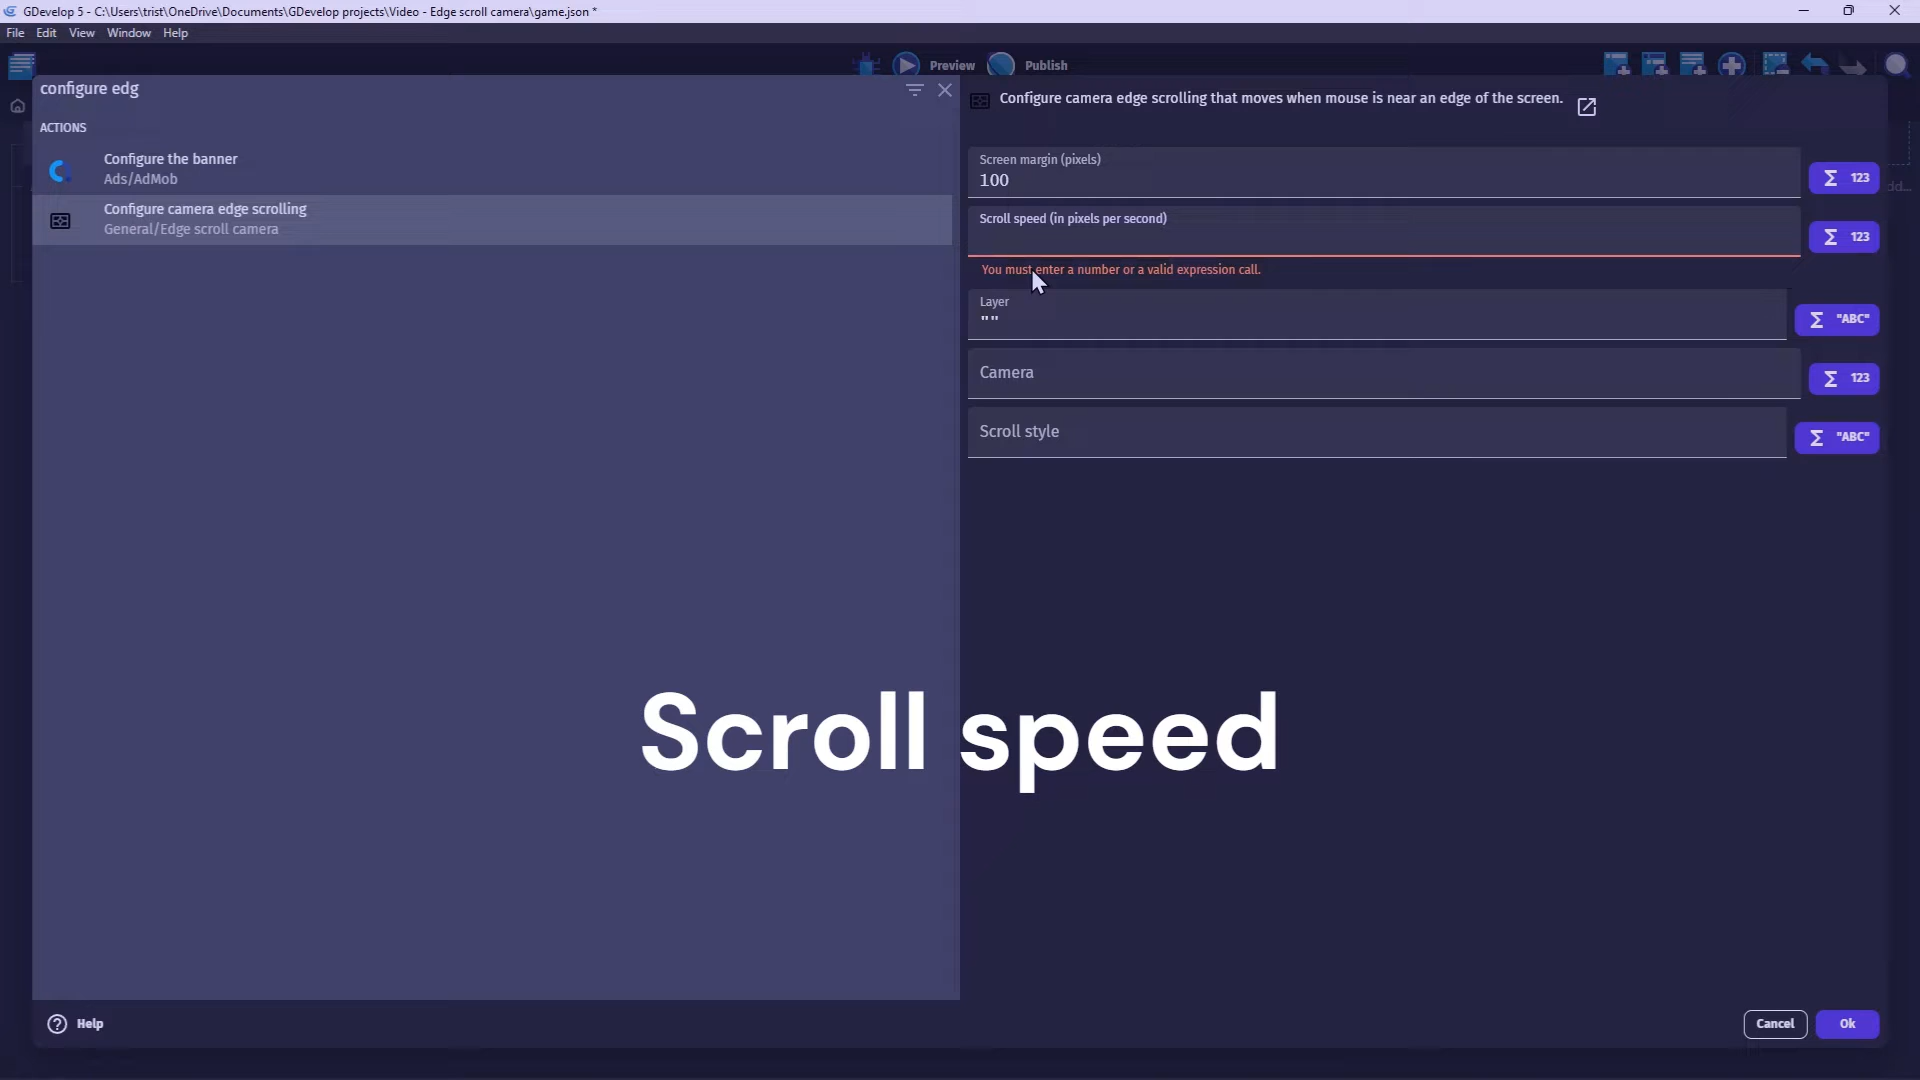 GDevelop 5 - C:\Users\trist\OneDrive\Documents\GDevelop projects\Video - Edge scroll camera\game.json *
File Edit View Window Help
Preview Publish
configure edg
ACTIONS
Configure the banner
Ads/AdMob
Configure camera edge scrolling
General/Edge scroll camera
Configure camera edge scrolling that moves when mouse is near an edge of the screen.
Screen margin (pixels)
100
Σ 123
Scroll speed (in pixels per second)
Σ 123
You must enter a number or a valid expression call.
Layer
""
Σ "ABC"
Camera
Σ 123
Scroll style
Σ "ABC"
Scroll speed
Help
Cancel Ok